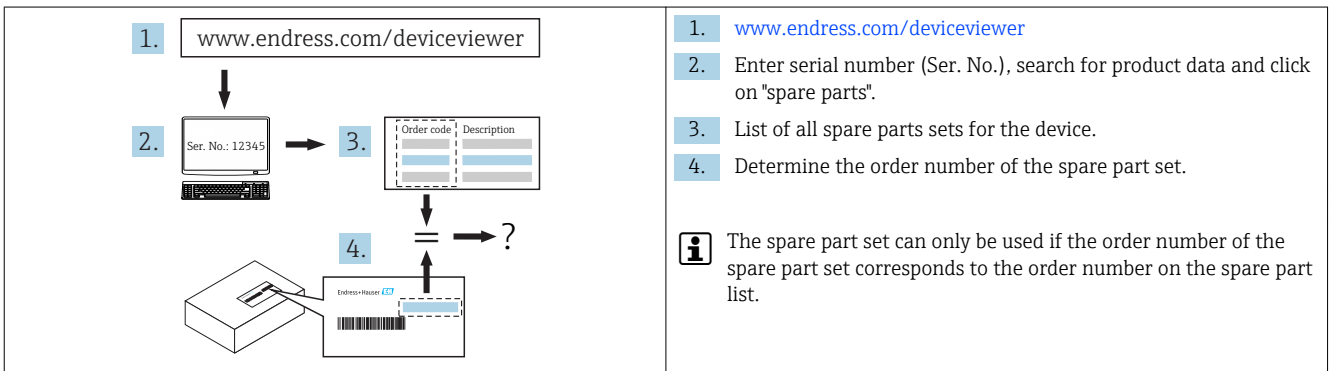 1.
www.endress.com/deviceviewer
2.
Ser. No.: 12345
3.
Order code
Description
4.
= ?
Endress+Hauser EH
1. www.endress.com/deviceviewer
2. Enter serial number (Ser. No.), search for product data and click
on "spare parts".
3. List of all spare parts sets for the device.
4. Determine the order number of the spare part set.
i The spare part set can only be used if the order number of the
spare part set corresponds to the order number on the spare part
list.